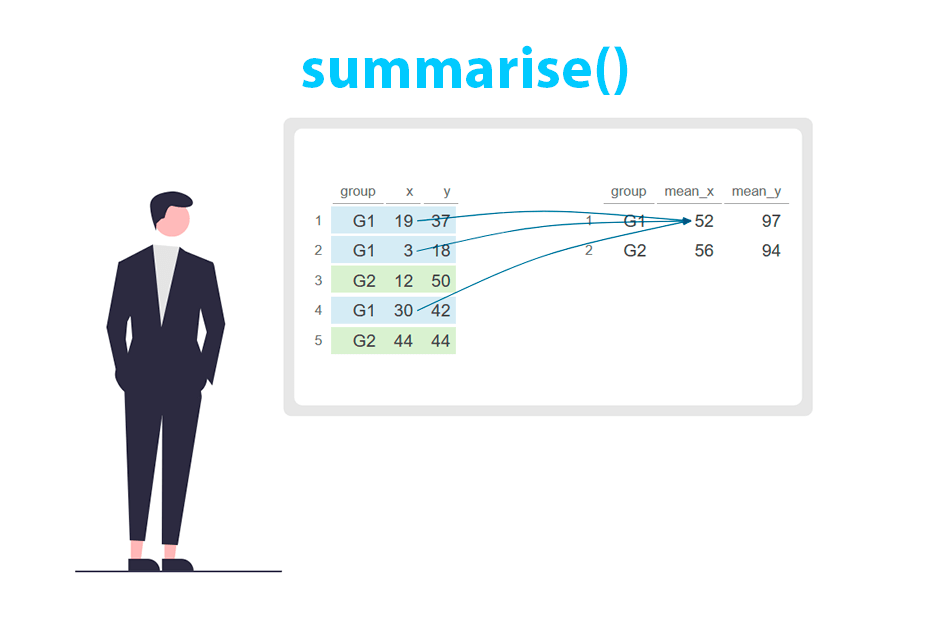 summarise()
group x y
1 G1 19 37
2 G1 3 18
3 G2 12 50
4 G1 30 42
5 G2 44 44
group mean_x mean_y
1 G1 52 97
2 G2 56 94